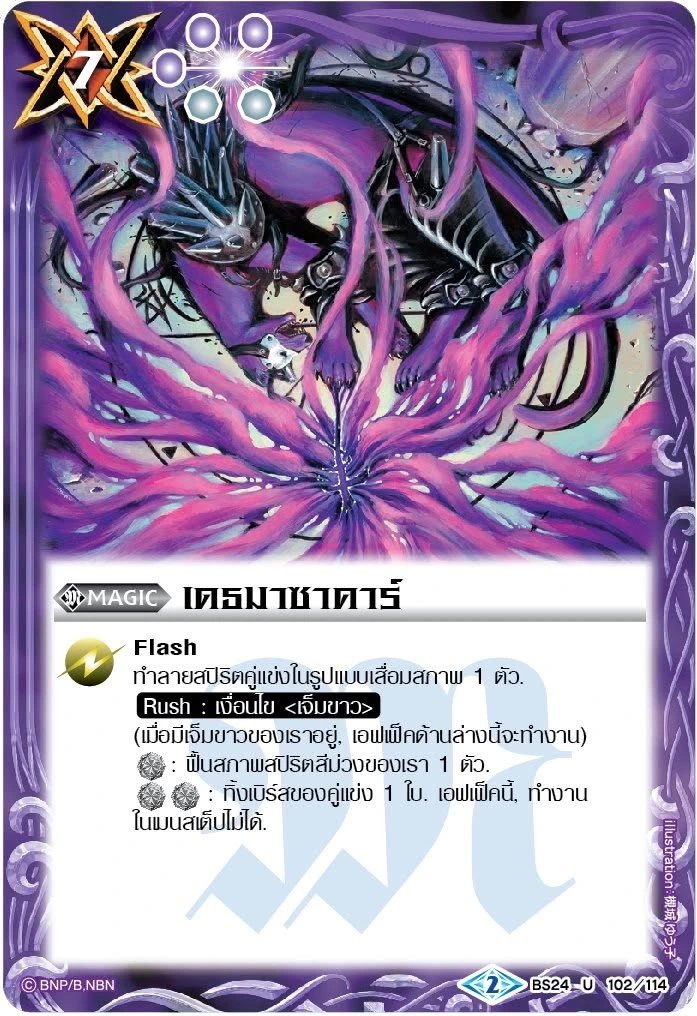 7
MAGIC เดธมาซาคาร์
Flash
ทำลายสปิริตคู่แข่งในรูปแบบเสื่อมสภาพ 1 ตัว.
Rush : เงื่อนไข <เจ็มขาว>
(เมื่อมีเจ็มขาวของเราอยู่, เอฟเฟ็คด้านล่างนี้จะทำงาน)
: ฟื้นสภาพสปิริตสีม่วงของเรา 1 ตัว.
: ทิ้งเบิร์สของคู่แข่ง 1 ใบ. เอฟเฟ็คนี้, ทำงาน
ในเมนสเต็ปไม่ได้.
illustration:機城ゆう子
©BNP/B,NBN
2 BS24 U 102/114